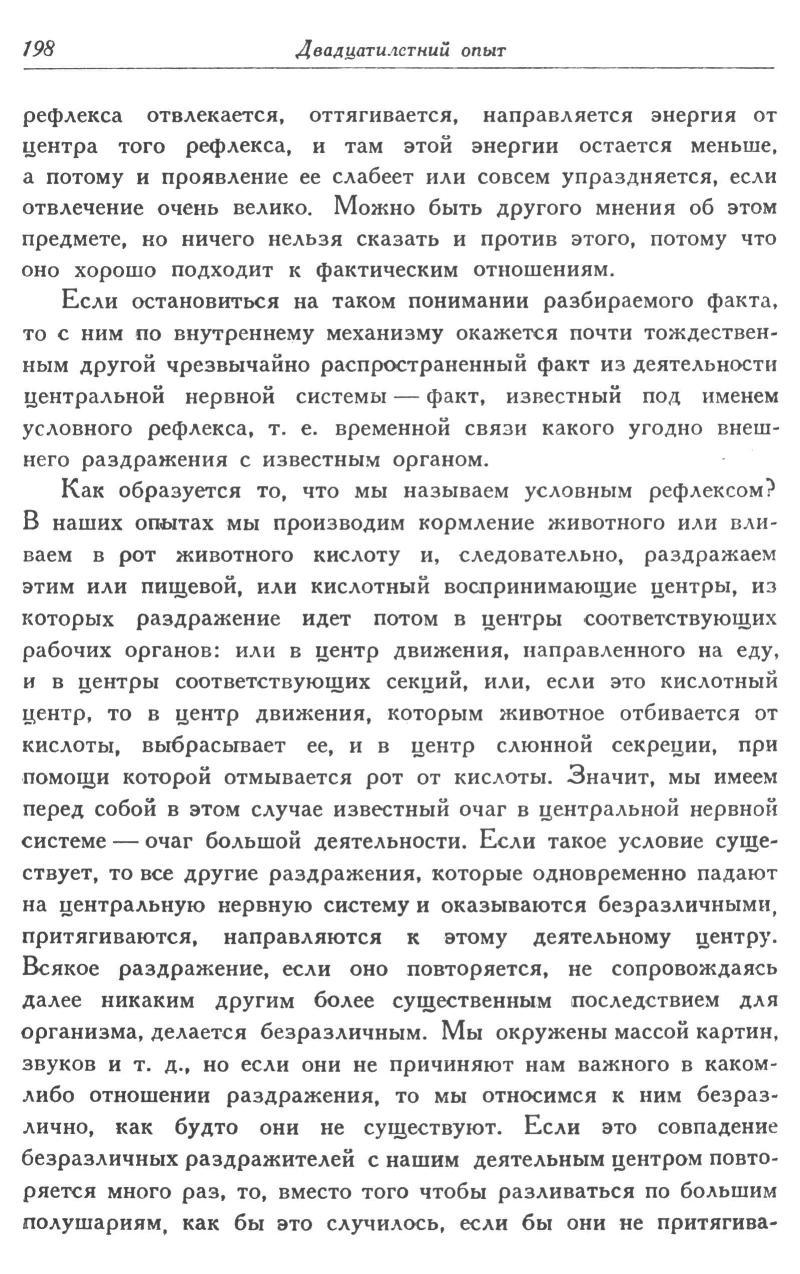 198 Двадцатилетний опыт
рефлекса отвлекается, оттягивается, направляется энергия от
центра того рефлекса, и там этой энергии остается меньше,
а потому и проявление ее слабеет или совсем упраздняется, если
отвлечение очень велико. Можно быть другого мнения об этом
предмете, но ничего нельзя сказать и против этого, потому что
оно хорошо подходит к фактическим отношениям.
Если остановиться на таком понимании разбираемого факта,
то с ним по внутреннему механизму окажется почти тождествен-
ным другой чрезвычайно распространенный факт из деятельности
центральной нервной системы — факт, известный под именем
условного рефлекса, т. е. временной связи какого угодно внеш-
него раздражения с известным органом.
Как образуется то, что мы называем условным рефлексом?
В наших опытах мы производим кормление животного или вли-
ваем в рот животного кислоту и, следовательно, раздражаем
этим или пищевой, или кислотный воспринимающие центры, из
которых раздражение идет потом в центры соответствующих
рабочих органов: или в центр движения, направленного на еду,
и в центры соответствующих секций, или, если это кислотный
центр, то в центр движения, которым животное отбивается от
кислоты, выбрасывает ее, и в центр слюнной секреции, при
помощи которой отмывается рот от кислоты. Значит, мы имеем
перед собой в этом случае известный очаг в центральной нервной
системе — очаг большой деятельности. Если такое условие суще-
ствует, то все другие раздражения, которые одновременно падают
на центральную нервную систему и оказываются безразличными,
притягиваются, направляются к этому деятельному центру.
Всякое раздражение, если оно повторяется, не сопровождаясь
далее никаким другим более существенным последствием для
организма, делается безразличным. Мы окружены массой картин,
звуков и т. д., но если они не причиняют нам важного в каком-
либо отношении раздражения, то мы относимся к ним безраз-
лично, как будто они не существуют. Если это совпадение
безразличных раздражителей с нашим деятельным центром повто-
ряется много раз, то, вместо того чтобы разливаться по большим
полушариям, как бы это случилось, если бы они не притягива-